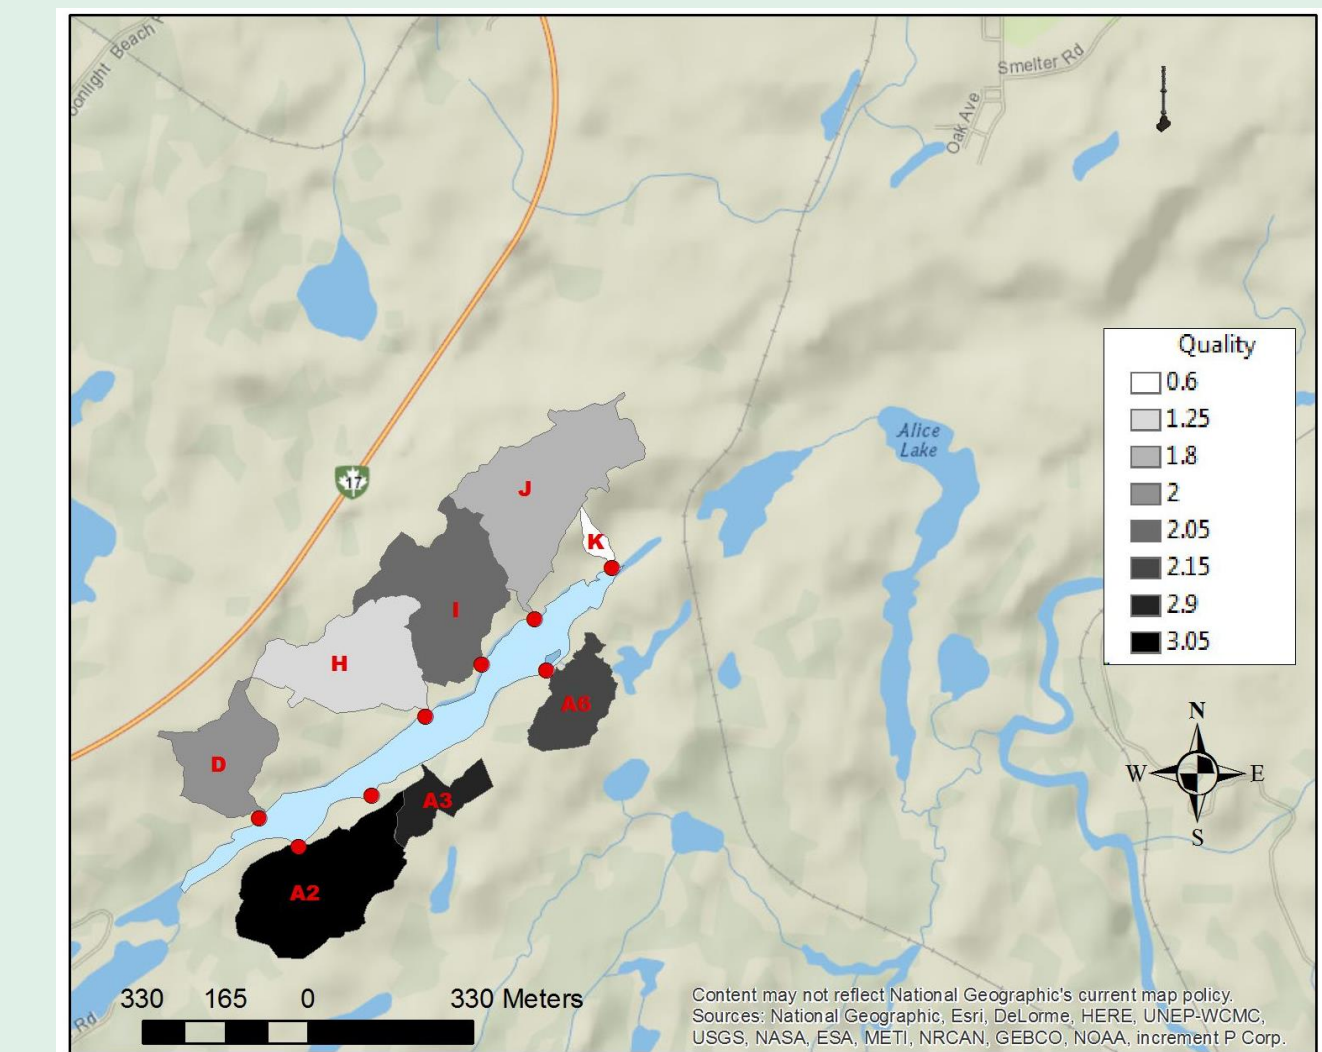 onlight Beach
Smelter Rd
Oak Ave
Quality
0.6
1.25
1.8
2
2.05
2.15
2.9
3.05
Alice
Lake
17
J
K
I
H
A6
D
A3
A2
N
W E
S
330 165 0 330 Meters
Rd
Content may not reflect National Geographic's current map policy.
Sources: National Geographic, Esri, DeLorme, HERE, UNEP-WCMC,
USGS, NASA, ESA, METI, NRCAN, GEBCO, NOAA, increment P Corp.